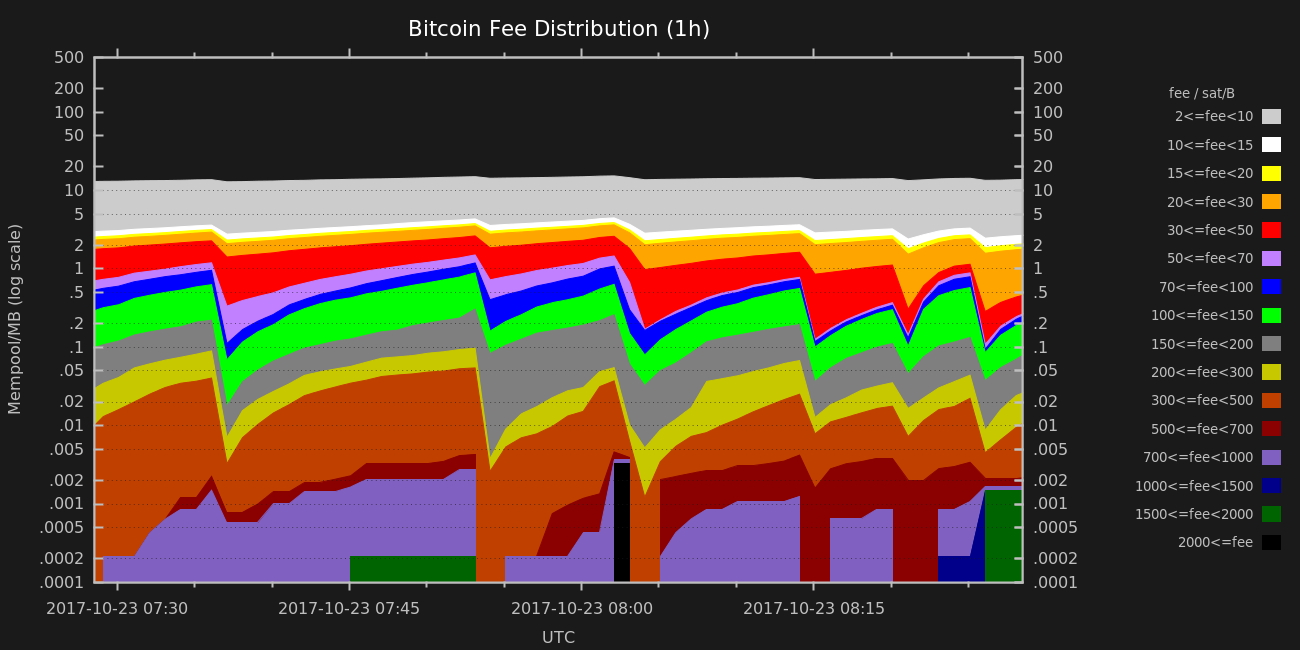 Bitcoin Fee Distribution (1h)
500 500
200 200
100 100
50 50
20 20
10 10
5 5
2 2
1 1
.5 .5
.2 .2
.1 .1
.05 .05
.02 .02
.01 .01
.005 .005
.002 .002
.001 .001
.0005 .0005
.0002 .0002
.0001 .0001
Mempool/MB (log scale)
2017-10-23 07:30 2017-10-23 07:45 2017-10-23 08:00 2017-10-23 08:15
UTC
fee / sat/B
2<=fee<10
10<=fee<15
15<=fee<20
20<=fee<30
30<=fee<50
50<=fee<70
70<=fee<100
100<=fee<150
150<=fee<200
200<=fee<300
300<=fee<500
500<=fee<700
700<=fee<1000
1000<=fee<1500
1500<=fee<2000
2000<=fee